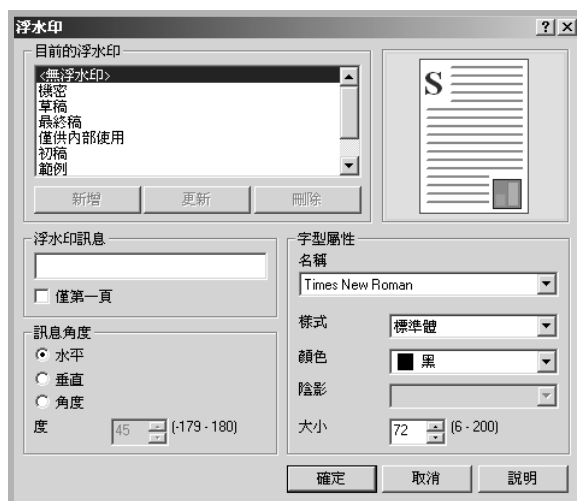 浮水印
目前的浮水印
<無浮水印>
機密
草稿
最終稿
僅供內部使用
初稿
範例
新增 更新 刪除
S
浮水印訊息
僅第一頁
訊息角度
水平
垂直
角度
度 45 (-179 - 180)
字型屬性
名稱
Times New Roman
樣式 標準體
顏色 黑
陰影
大小 72 (6 - 200)
確定 取消 說明